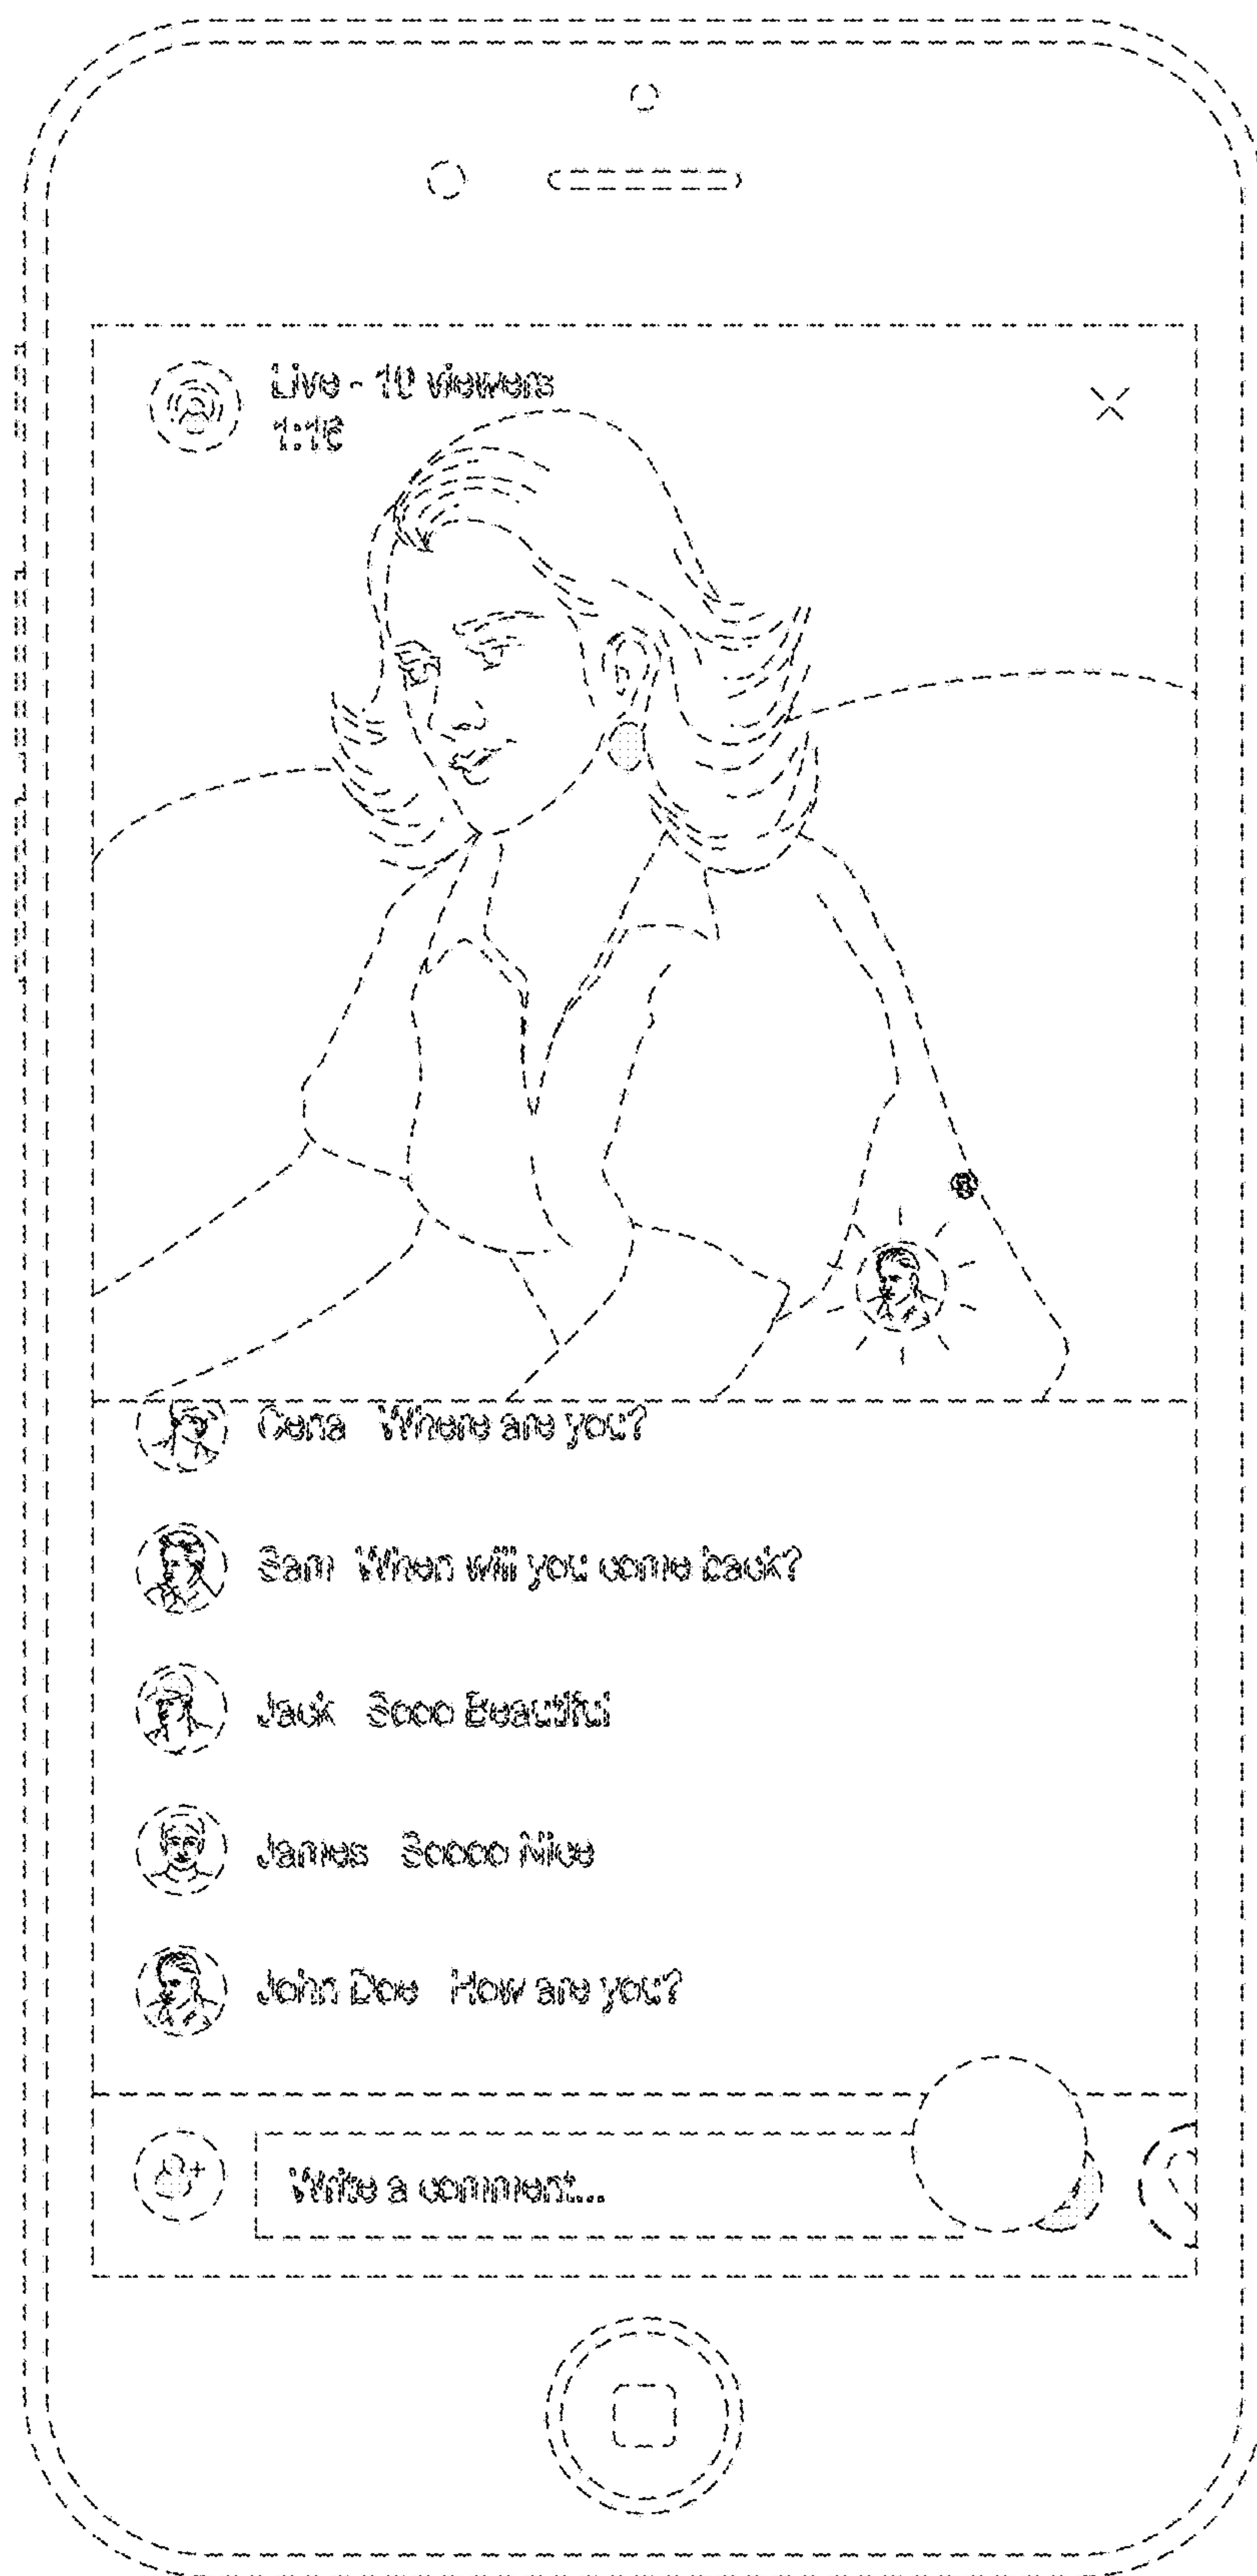 Live - 10 viewers
1:16
Gena Where are you?
Sam When will you come back?
Jack Sooo Beautiful
James Soooo Nice
John Doe How are you?
Write a comment...